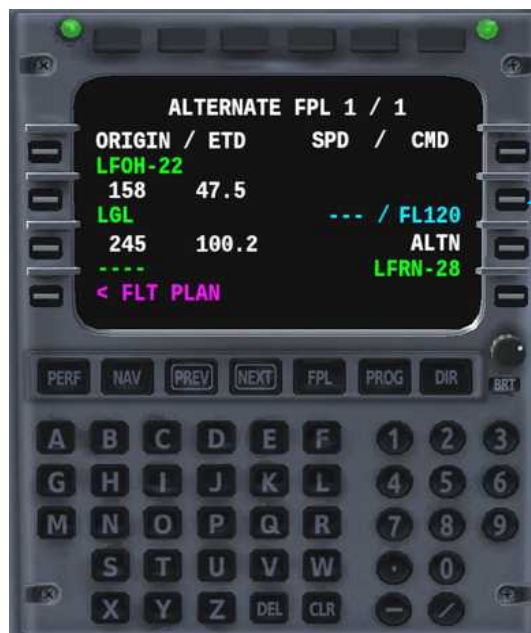 ALTERNATE FPL 1 / 1
ORIGIN / ETD SPD / CMD
LFOH-22
158 47.5
LGL --- / FL120
245 100.2 ALTN
---- LFRN-28
< FLT PLAN
PERF NAV PREV NEXT FPL PROG DIR BRT
A B C D E F 1 2 3
G H I J K L 4 5 6
M N O P Q R 7 8 9
S T U V W . 0
X Y Z DEL CLR - /